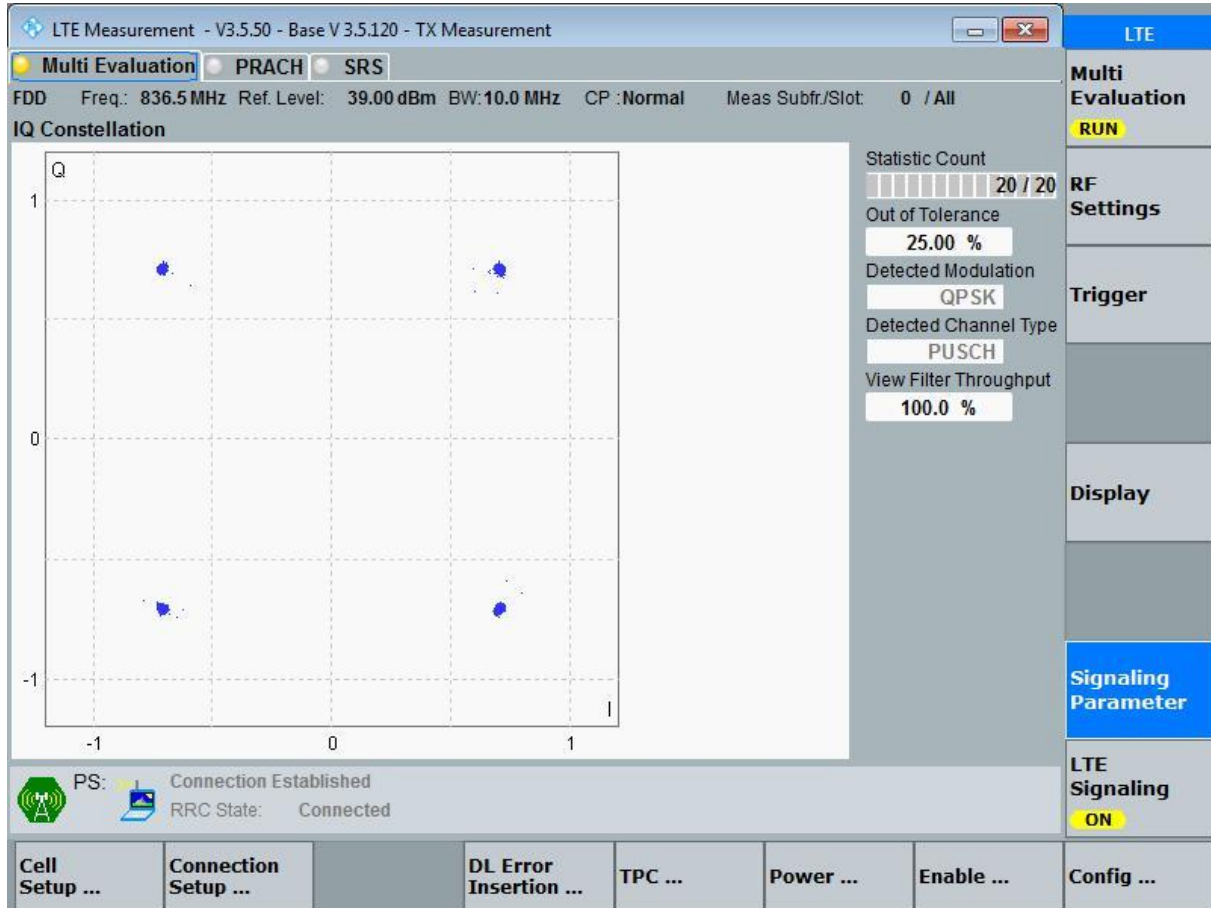 LTE Measurement - V3.5.50 - Base V 3.5.120 - TX Measurement
LTE
Multi Evaluation PRACH SRS
FDD Freq.: 836.5 MHz Ref. Level: 39.00 dBm BW: 10.0 MHz CP : Normal Meas Subfr./Slot: 0 / All
IQ Constellation
Q
1
0
-1
I
-1 0 1
Statistic Count
20 / 20
Out of Tolerance
25.00 %
Detected Modulation
QPSK
Detected Channel Type
PUSCH
View Filter Throughput
100.0 %
Multi
Evaluation
RUN
RF
Settings
Trigger
Display
Signaling
Parameter
LTE
Signaling
ON
PS: Connection Established
RRC State: Connected
Cell
Setup ...
Connection
Setup ...
DL Error
Insertion ...
TPC ...
Power ...
Enable ...
Config ...